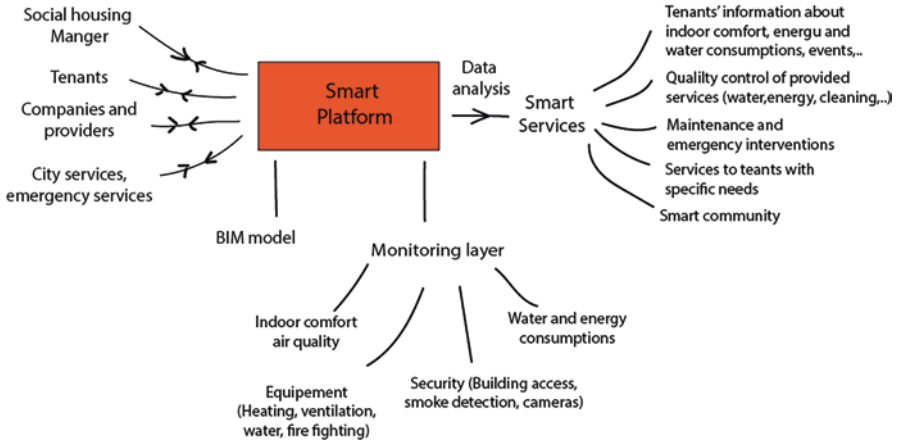 Social housing
Manger
Tenants
Companies and
providers
City services,
emergency services
Smart
Platform
BIM model
Data
analysis
Smart
Services
Tenants' information about
indoor comfort, energu and
water consumptions, events,..
Qualilty control of provided
services (water,energy, cleaning,..)
Maintenance and
emergency interventions
Services to teants with
specific needs
Smart community
Monitoring layer
Indoor comfort
air quality
Equipement
(Heating, ventilation,
water, fire fighting)
Security (Building access,
smoke detection, cameras)
Water and energy
consumptions